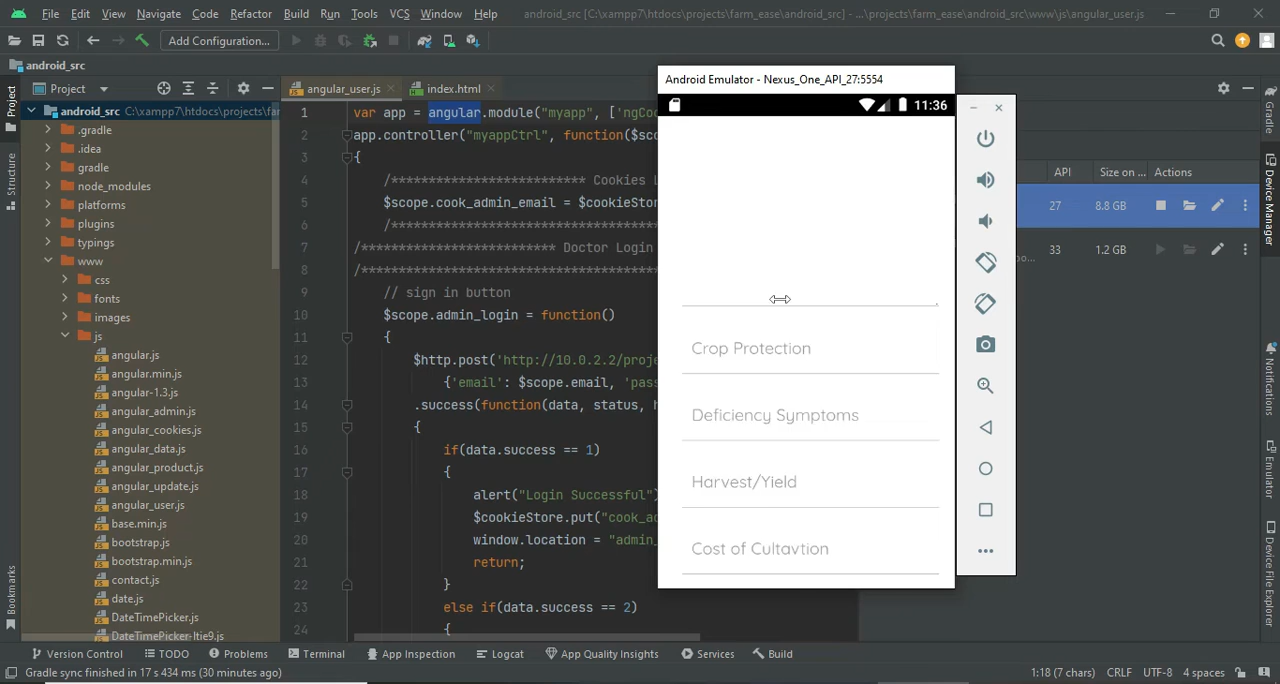 File Edit View Navigate Code Refactor Build Run Tools VCS Window Help android_src [C:\xampp7\htdocs\projects\farm_ease\android_src] - ...\projects\farm_ease\android_src\www\js\angular_user.js
Add Configuration...
android_src
Project
angular_user.js
index.html
android_src C:\xampp7\htdocs\projects\far
.gradle
.idea
gradle
node_modules
platforms
plugins
typings
www
css
fonts
images
js
angular.js
angular.min.js
angular-1.3.js
angular_admin.js
angular_cookies.js
angular_data.js
angular_product.js
angular_update.js
angular_user.js
base.min.js
bootstrap.js
bootstrap.min.js
contact.js
date.js
DateTimePicker.js
DateTimePicker-ltie9.js
Project
Structure
Bookmarks
1 var app = angular.module("myapp", ['ngCo
2 app.controller("myappCtrl", function($sc
3 {
4 /************************** Cookies L
5 $scope.cook_admin_email = $cookieStor
6
7 /************************** Doctor Login
8
9 // sign in button
10 $scope.admin_login = function()
11 {
12 $http.post('http://10.0.2.2/proje
13 {'email': $scope.email, 'pass
14 .success(function(data, status, h
15 {
16 if(data.success == 1)
17 {
18 alert("Login Successful")
19 $cookieStore.put("cook_ad
20 window.location = "admin_
21 return;
22 }
23 else if(data.success == 2)
24 {
Android Emulator - Nexus_One_API_27:5554
11:36
Crop Protection
Deficiency Symptoms
Harvest/Yield
Cost of Cultavtion
API Size on ... Actions
27 8.8 GB
oo... 33 1.2 GB
Gradle
Device Manager
Notifications
Emulator
Device File Explorer
Version Control TODO Problems Terminal App Inspection Logcat App Quality Insights Services Build
Gradle sync finished in 17 s 434 ms (30 minutes ago)
1:18 (7 chars) CRLF UTF-8 4 spaces